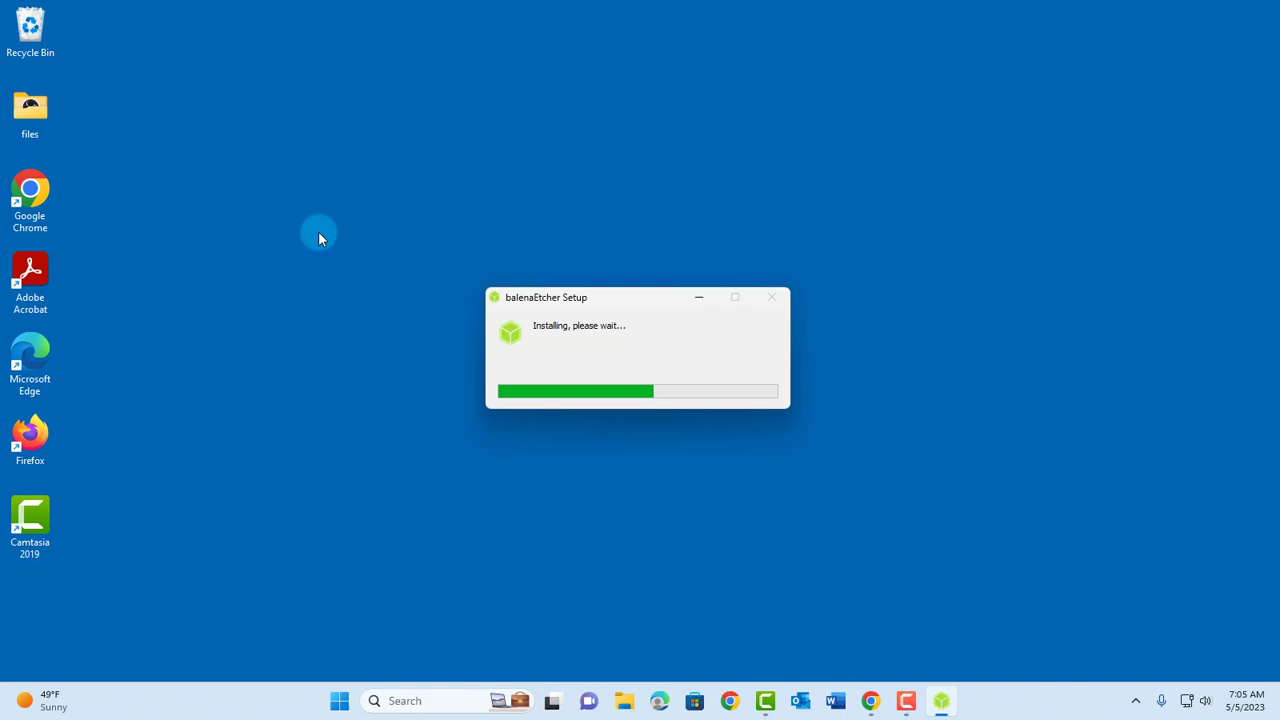 Recycle Bin
files
Google
Chrome
Adobe
Acrobat
Microsoft
Edge
Firefox
Camtasia
2019
balenaEtcher Setup
Installing, please wait...
49°F
Sunny
Search
7:05 AM
5/5/2023